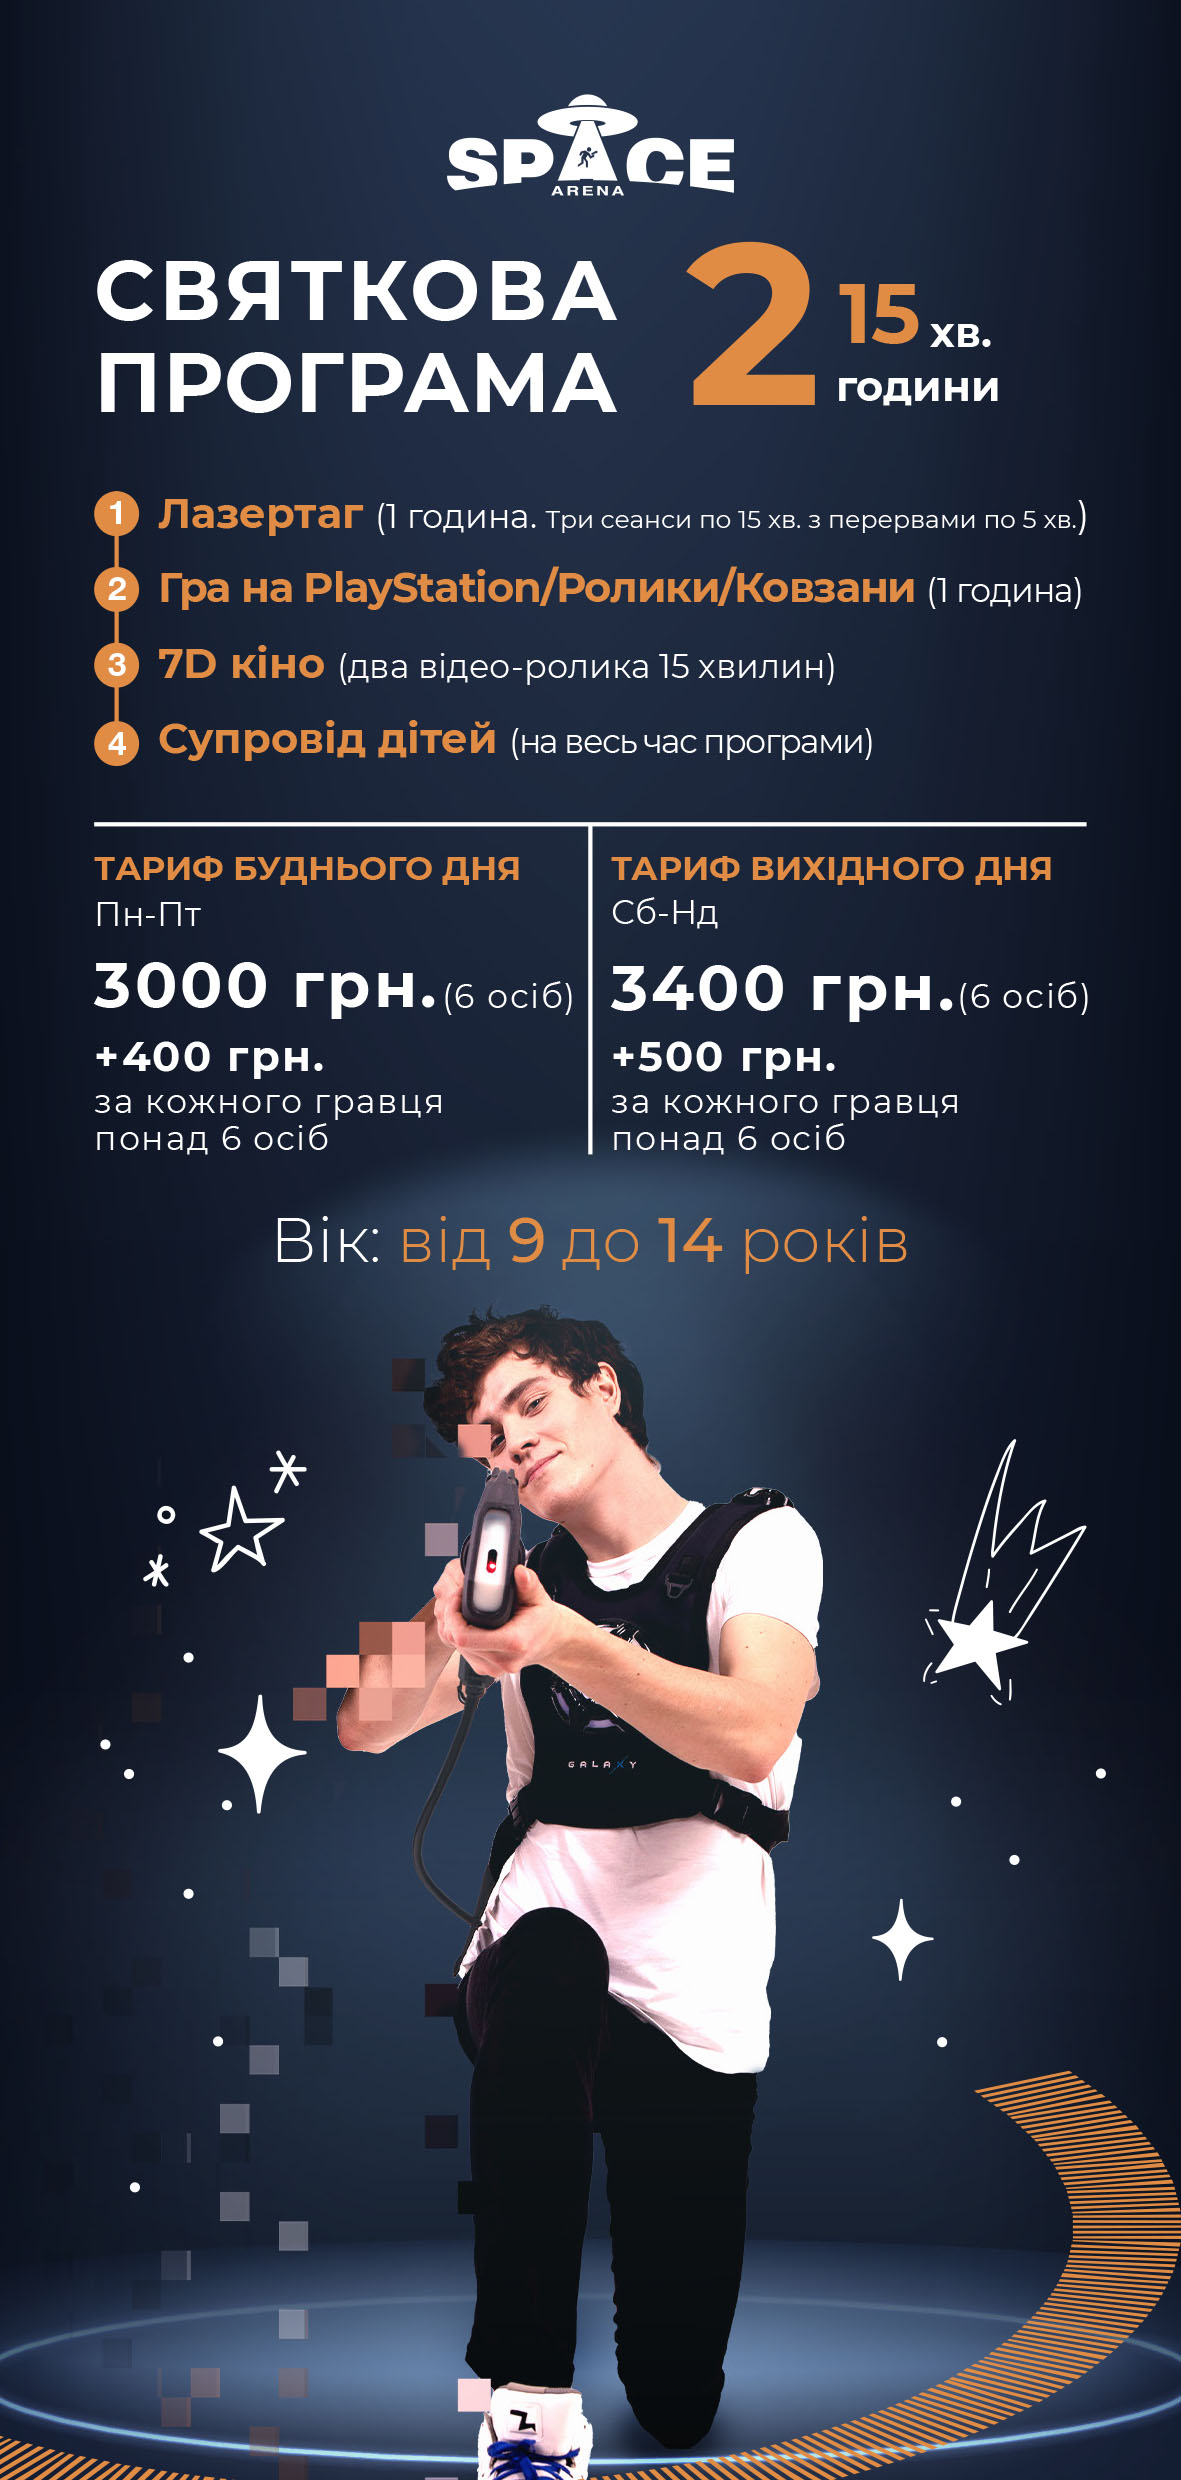 SPACE
ARENA
СВЯТКОВА
ПРОГРАМА
2 15 хв.
години
1 Лазертаг (1 година. Три сеанси по 15 хв. з перервами по 5 хв.)
2 Гра на PlayStation/Ролики/Ковзани (1 година)
3 7D кіно (два відео-ролика 15 хвилин)
4 Супровід дітей (на весь час програми)
ТАРИФ БУДНЬОГО ДНЯ
Пн-Пт
3000 грн. (6 осіб)
+400 грн.
за кожного гравця
понад 6 осіб
ТАРИФ ВИХІДНОГО ДНЯ
Сб-Нд
3400 грн. (6 осіб)
+500 грн.
за кожного гравця
понад 6 осіб
Вік: від 9 до 14 років
GALAXY